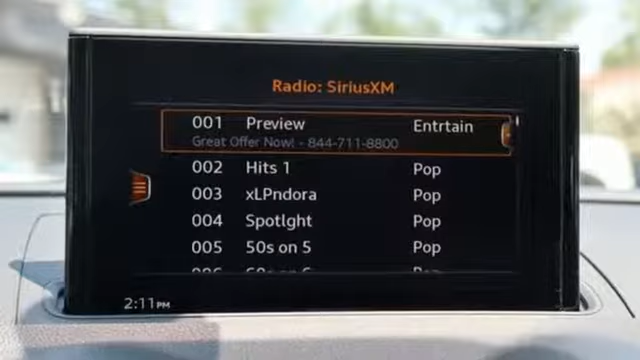 Radio: SiriusXM
001 Preview Entrtain
Great Offer Now! - 844-711-8800
002 Hits 1 Pop
003 xLPndora Pop
004 Spotlght Pop
005 50s on 5 Pop
2:11PM